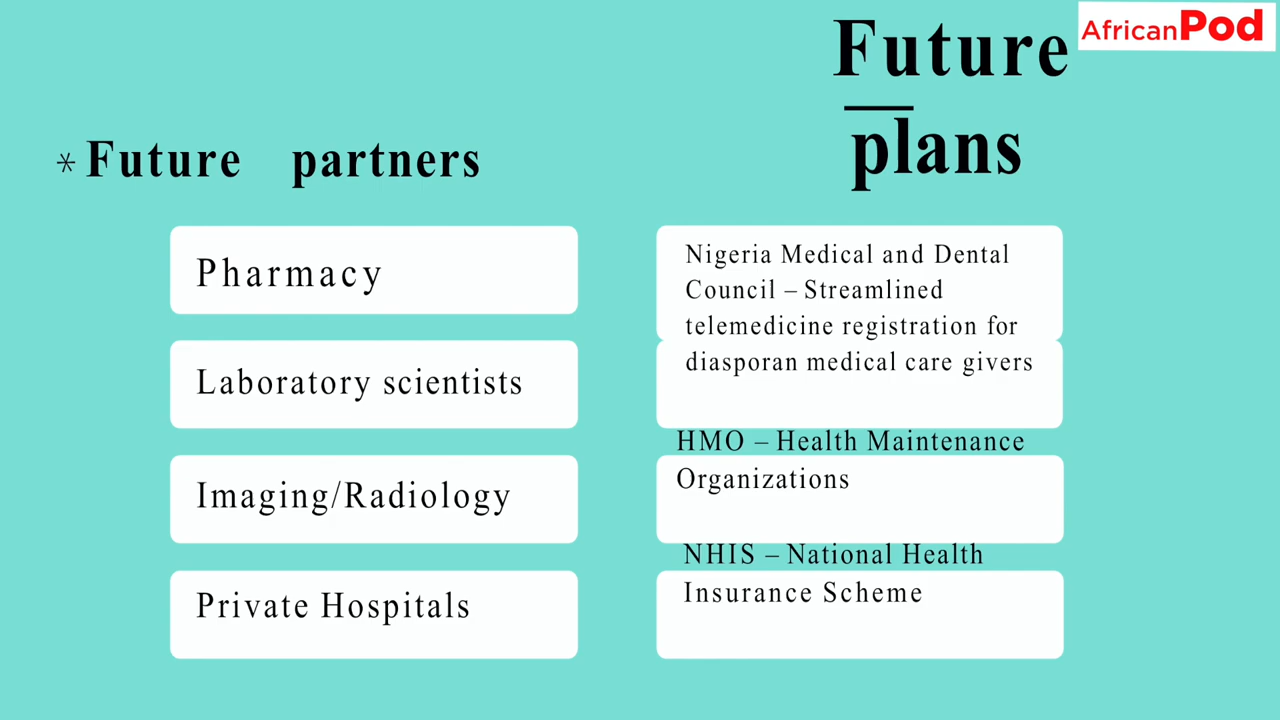 AfricanPod
Future
plans
* Future partners
Pharmacy
Laboratory scientists
Imaging/Radiology
Private Hospitals
Nigeria Medical and Dental
Council – Streamlined
telemedicine registration for
diasporan medical care givers
HMO – Health Maintenance
Organizations
NHIS – National Health
Insurance Scheme